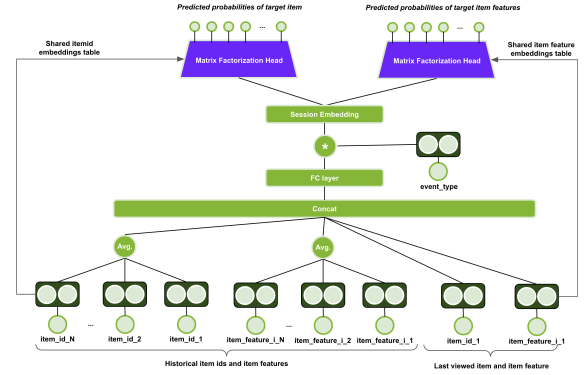 Predicted probabilities of target item
Predicted probabilities of target item features
...
...
Shared itemid
embeddings table
Shared item feature
embeddings table
Matrix Factorization Head
Matrix Factorization Head
Session Embedding
*
event_type
FC layer
Concat
Avg.
Avg.
item_id_N
...
item_id_2
item_id_1
item_feature_i_N
...
item_feature_i_2
item_feature_i_1
item_id_1
item_feature_i_1
Historical item ids and item features
Last viewed item and item feature